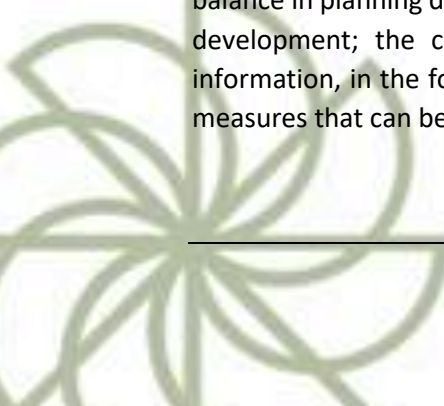 balance in planning d
development; the c
information, in the fo
measures that can be